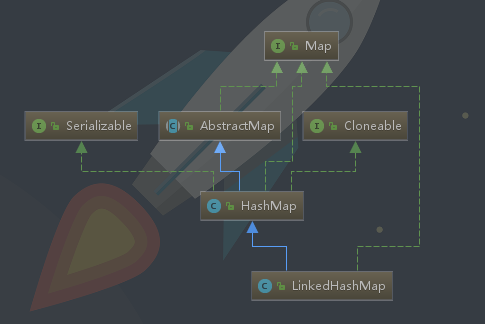 I Map
I Serializable
C AbstractMap
I Cloneable
C HashMap
C LinkedHashMap